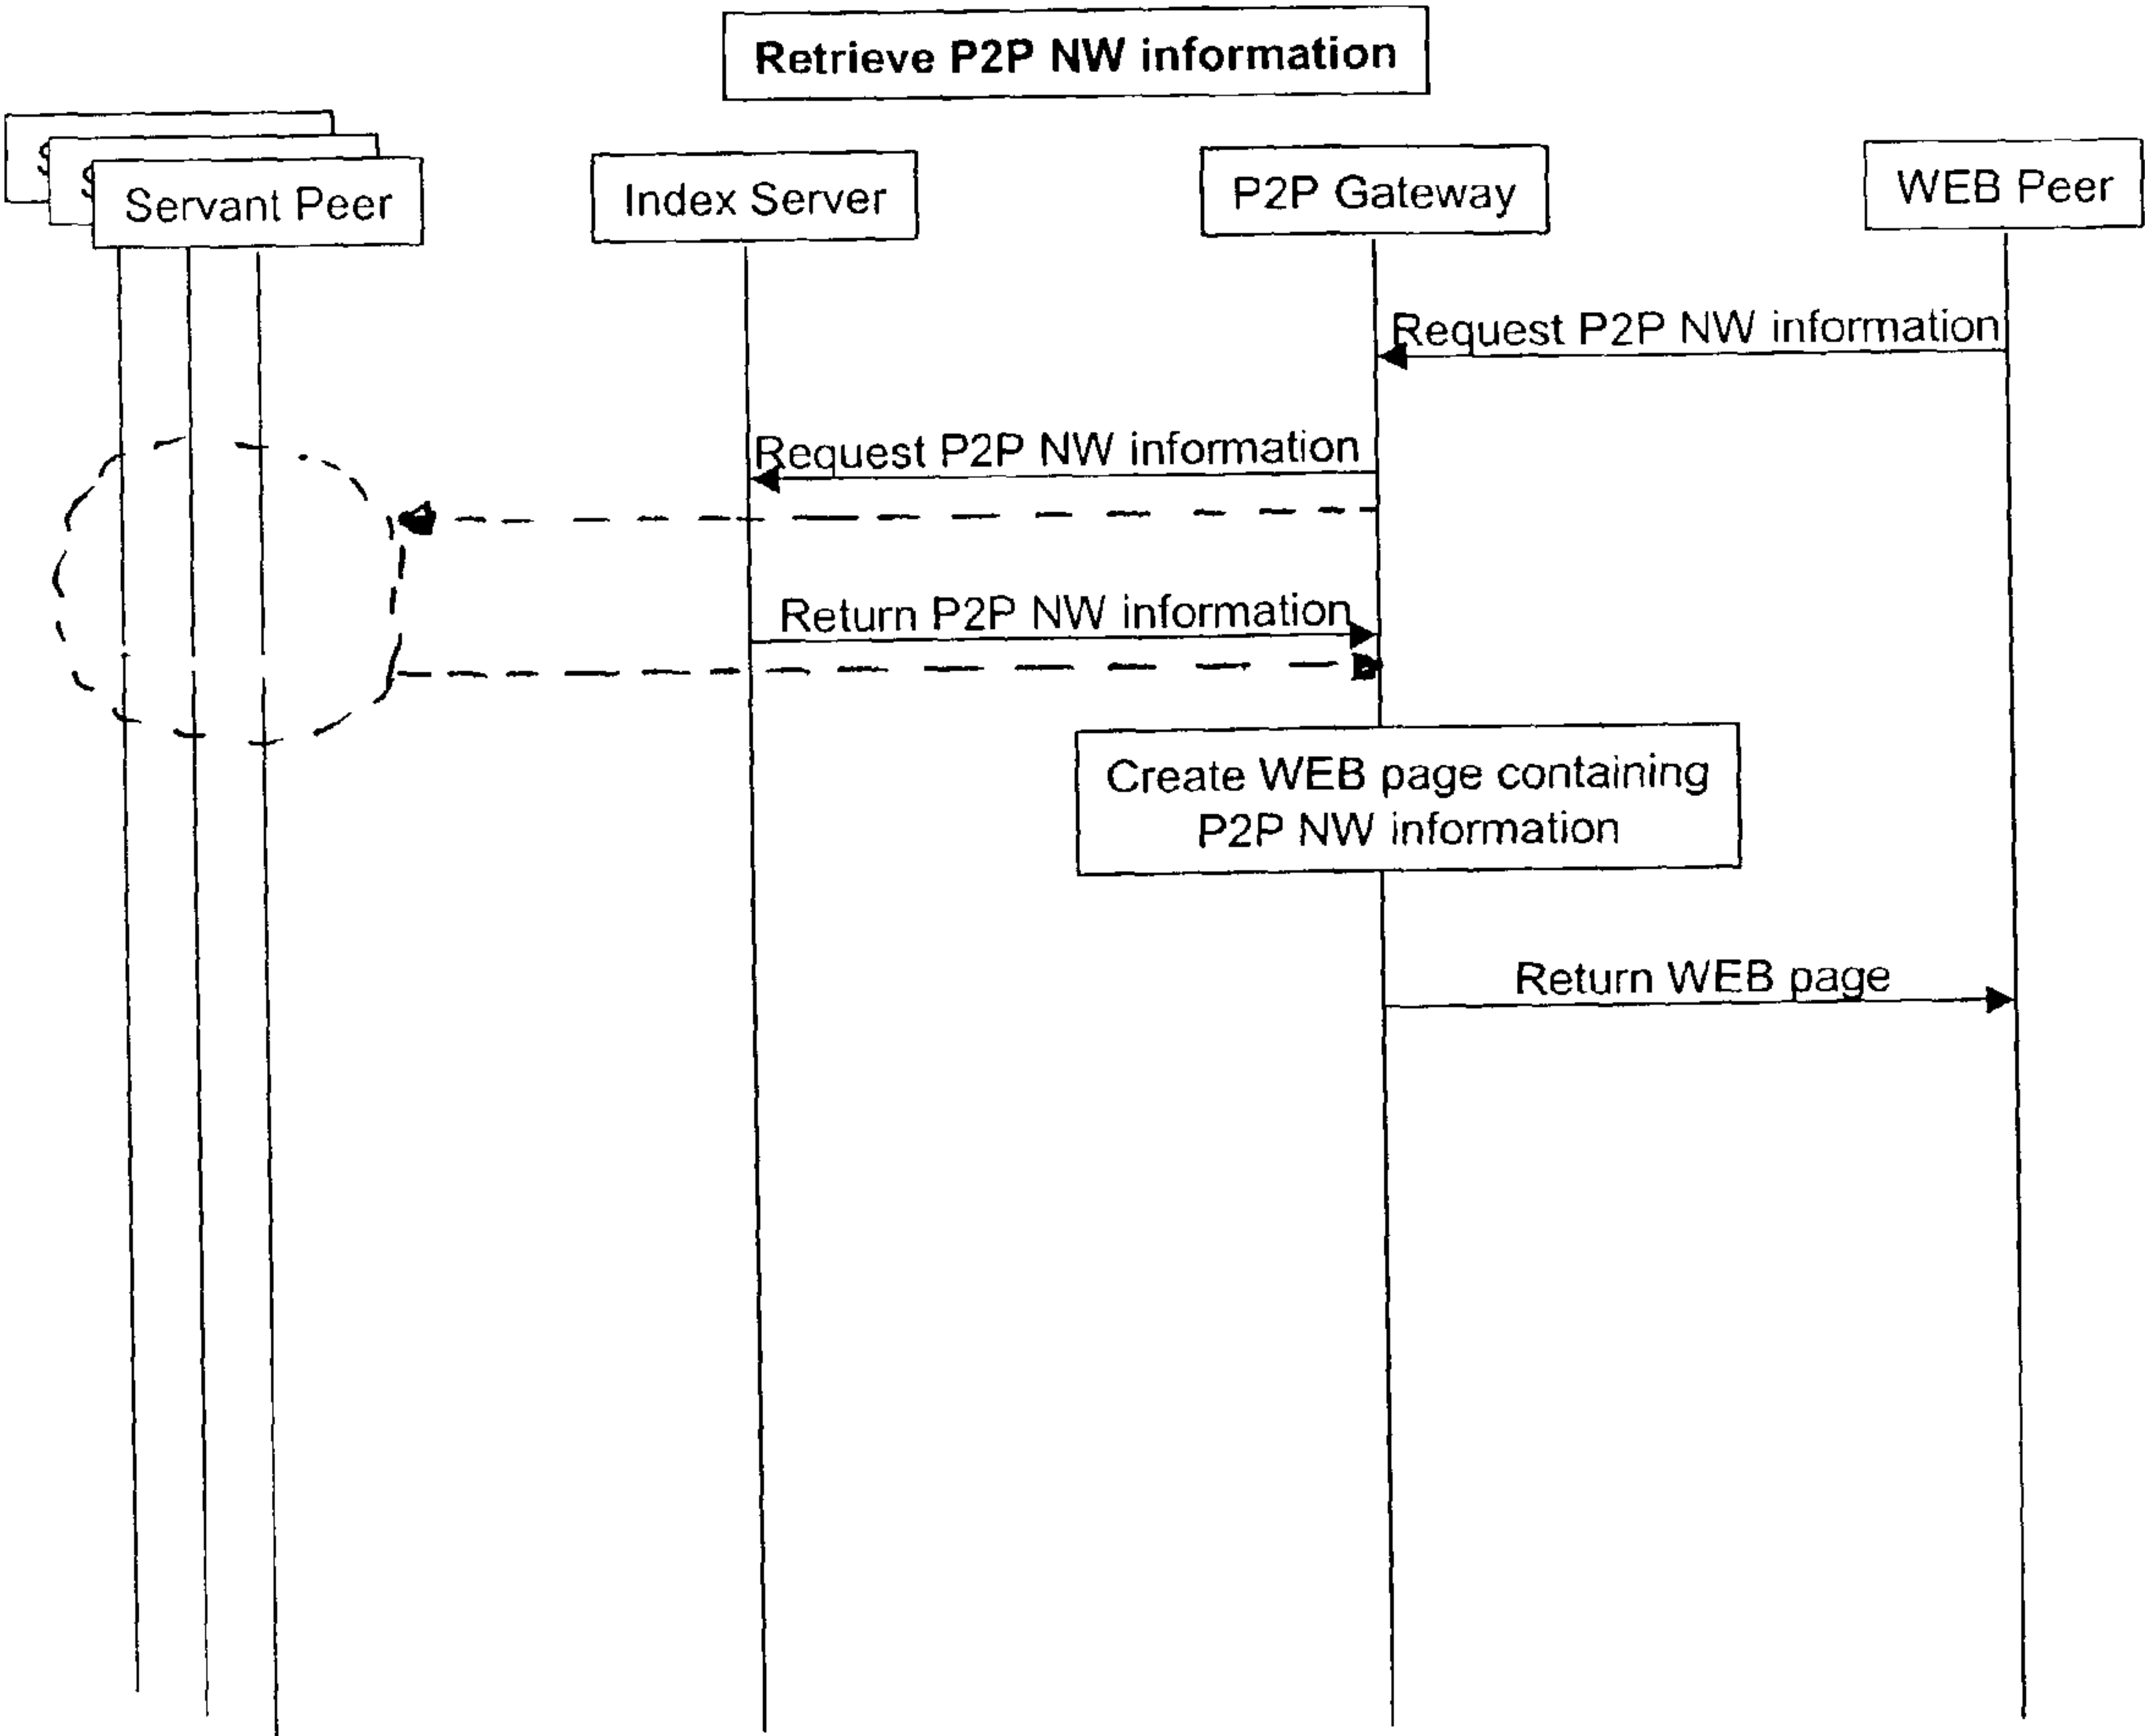 Retrieve P2P NW information
Servant Peer
Index Server
P2P Gateway
WEB Peer
Request P2P NW information
Request P2P NW information
Return P2P NW information
Create WEB page containing
P2P NW information
Return WEB page